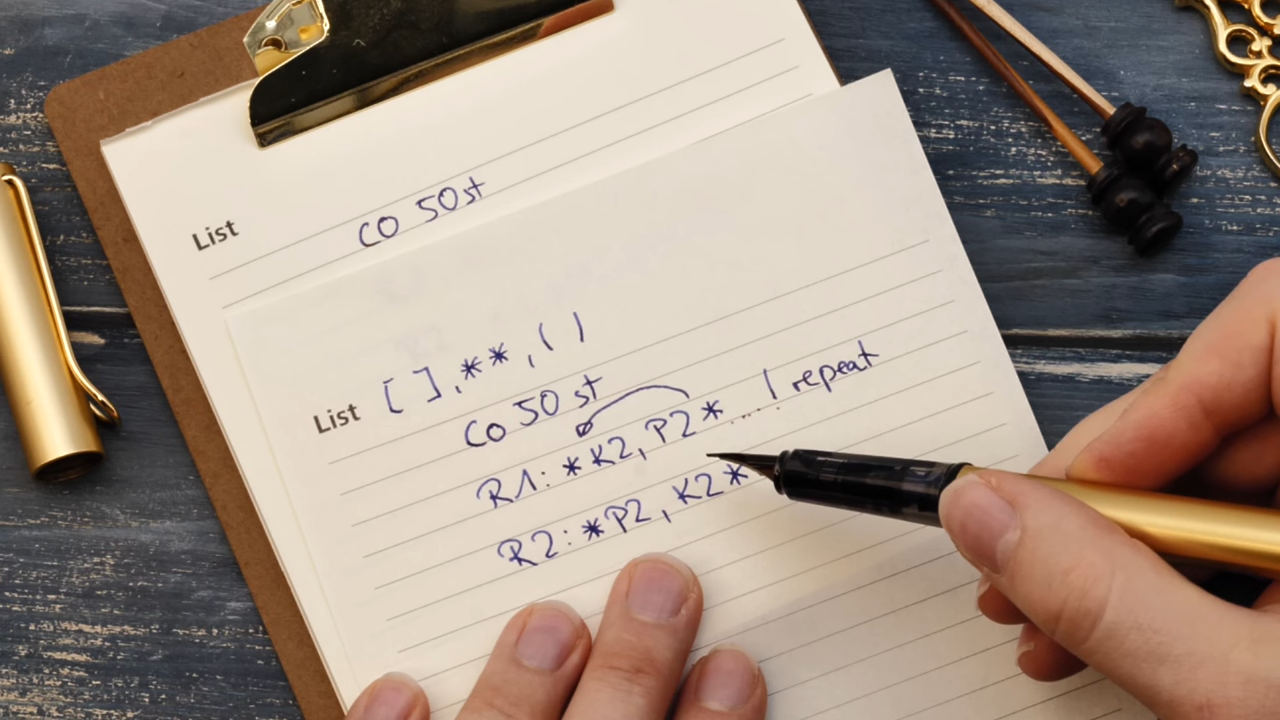 List CO 50st
List [ ], **, ( )
Co 50 st
R1: *K2, P2* .... / repeat
R2: *P2, K2*